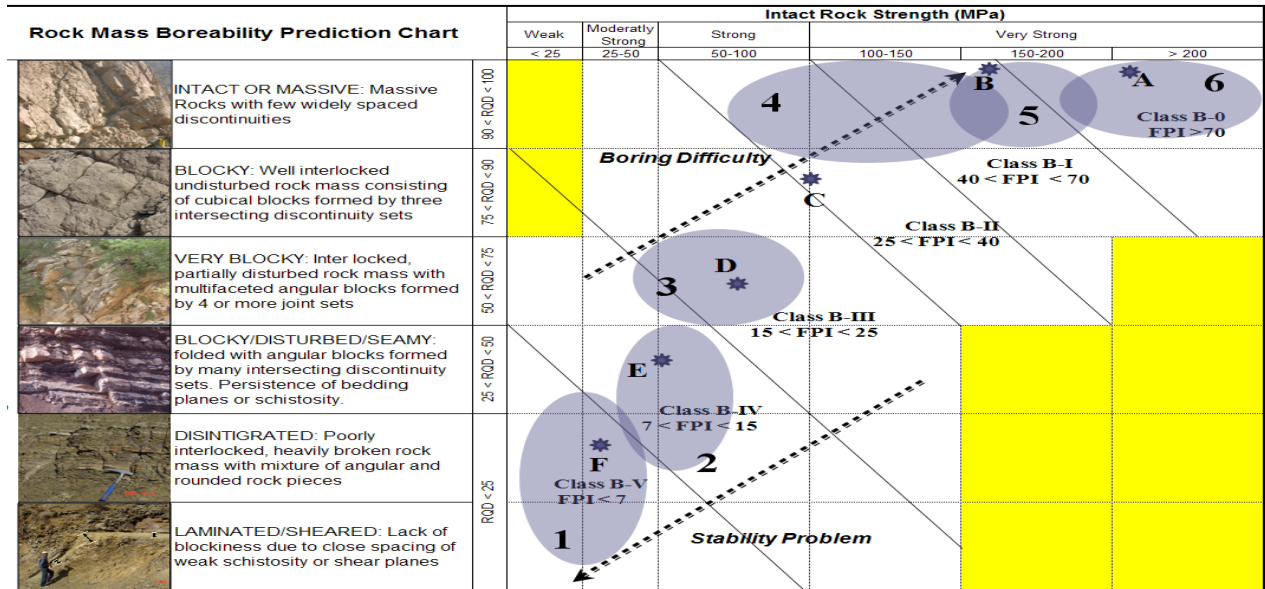 Rock Mass Boreability Prediction Chart
Intact Rock Strength (MPa)
Weak
Moderatly
Strong
Strong
Very Strong
< 25
25-50
50-100
100-150
150-200
> 200
INTACT OR MASSIVE: Massive
Rocks with few widely spaced
discontinuities
90 < RQD < 100
BLOCKY: Well interlocked
undisturbed rock mass consisting
of cubical blocks formed by three
intersecting discontinuity sets
75 < RQD < 90
VERY BLOCKY: Inter locked,
partially disturbed rock mass with
multifaceted angular blocks formed
by 4 or more joint sets
50 < RQD < 75
BLOCKY/DISTURBED/SEAMY:
folded with angular blocks formed
by many intersecting discontinuity
sets. Persistence of bedding
planes or schistosity.
25 < RQD < 50
DISINTIGRATED: Poorly
interlocked, heavily broken rock
mass with mixture of angular and
rounded rock pieces
RQD < 25
LAMINATED/SHEARED: Lack of
blockiness due to close spacing of
weak schistosity or shear planes
4
B
5
A
6
Class B-0
FPI >70
Boring Difficulty
Class B-I
40 < FPI < 70
C
Class B-II
25 < FPI < 40
D
3
Class B-III
15 < FPI < 25
E
Class B-IV
7 < FPI < 15
F
2
Class B-V
FPI < 7
1
Stability Problem